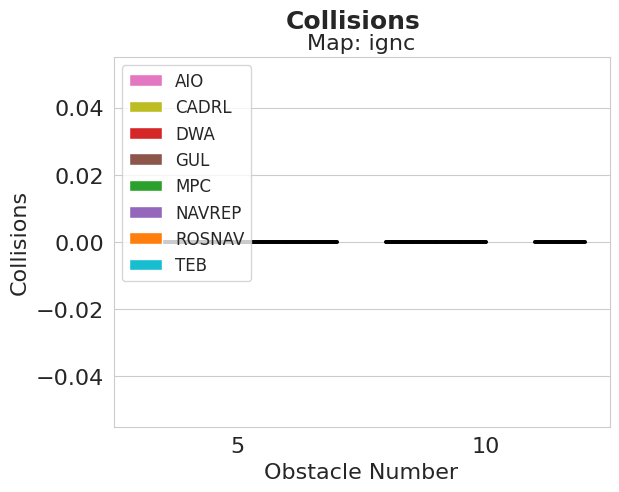 Collisions
Map: ignc
AIO
CADRL
DWA
GUL
MPC
NAVREP
ROSNAV
TEB
0.04
0.02
0.00
−0.02
−0.04
Collisions
5 10
Obstacle Number